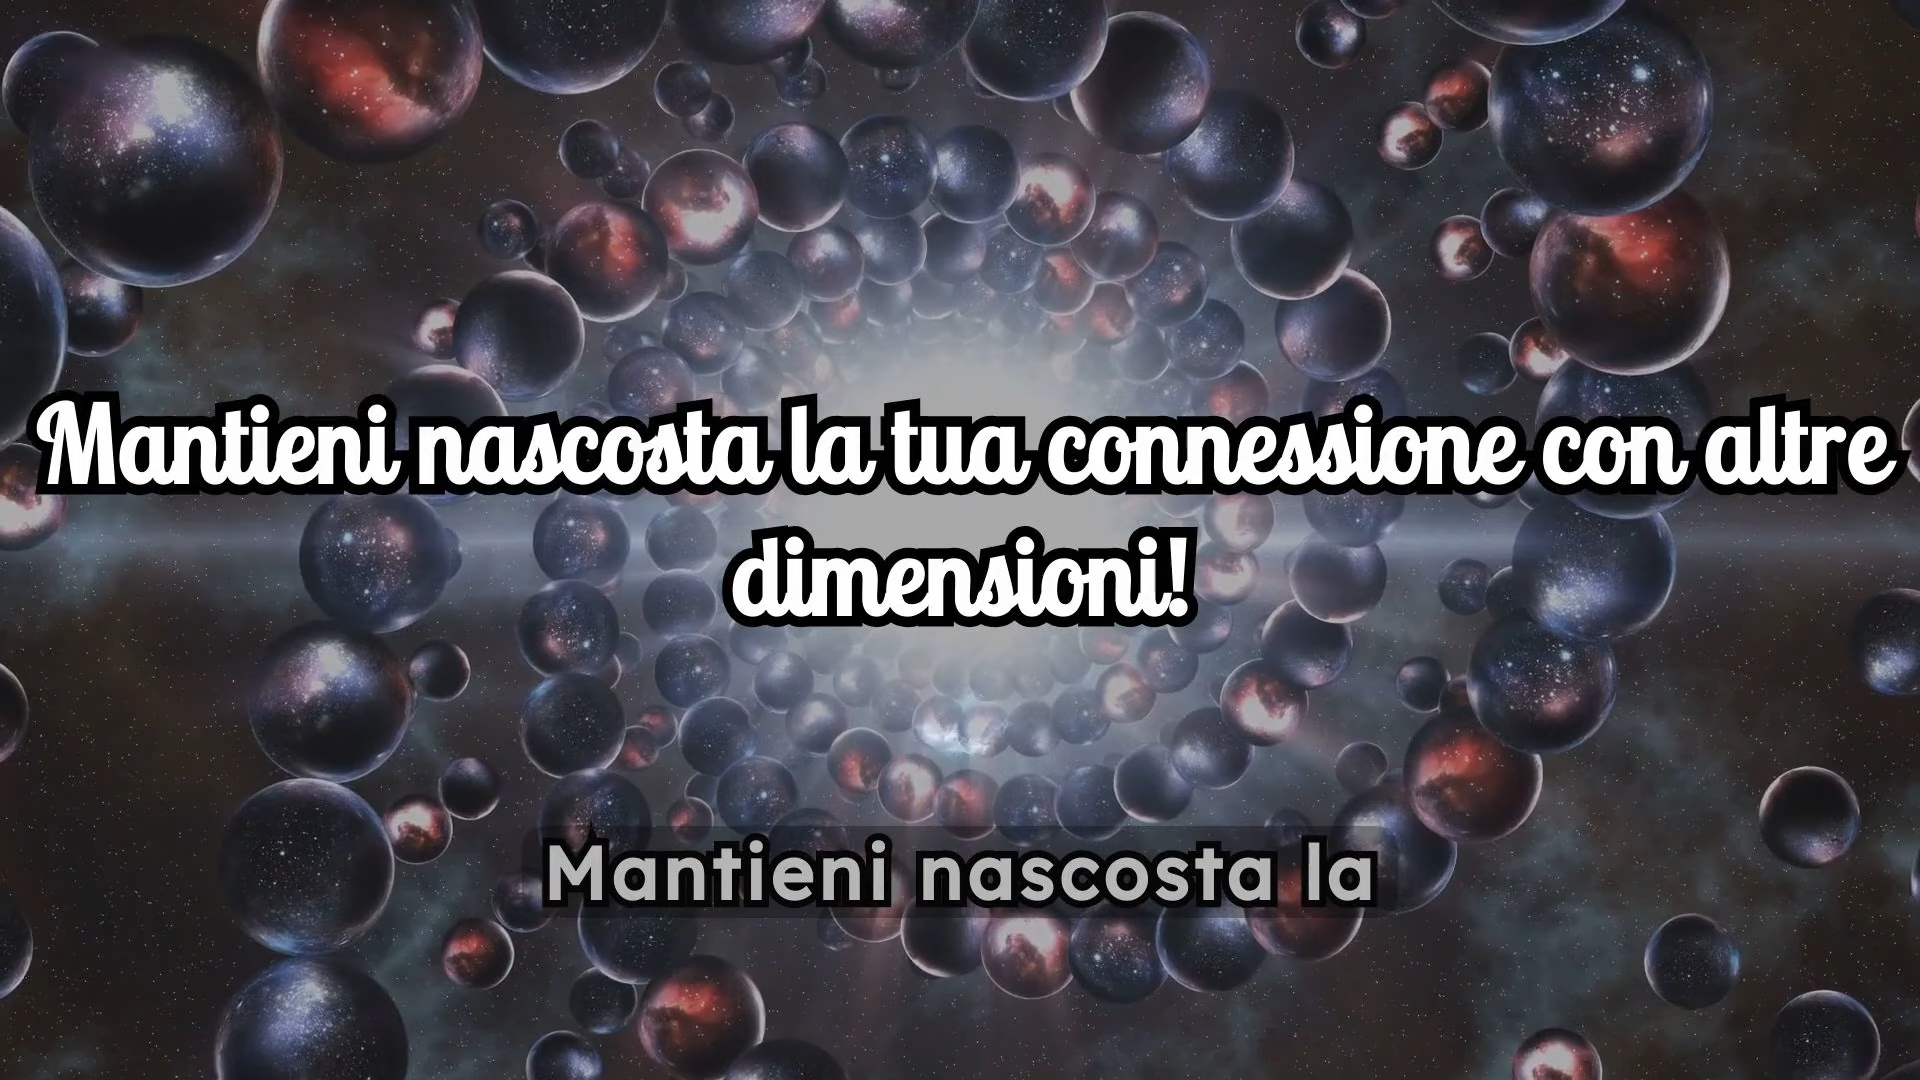 Mantieni nascosta la tua connessione con altre
dimensioni!
Mantieni nascosta la